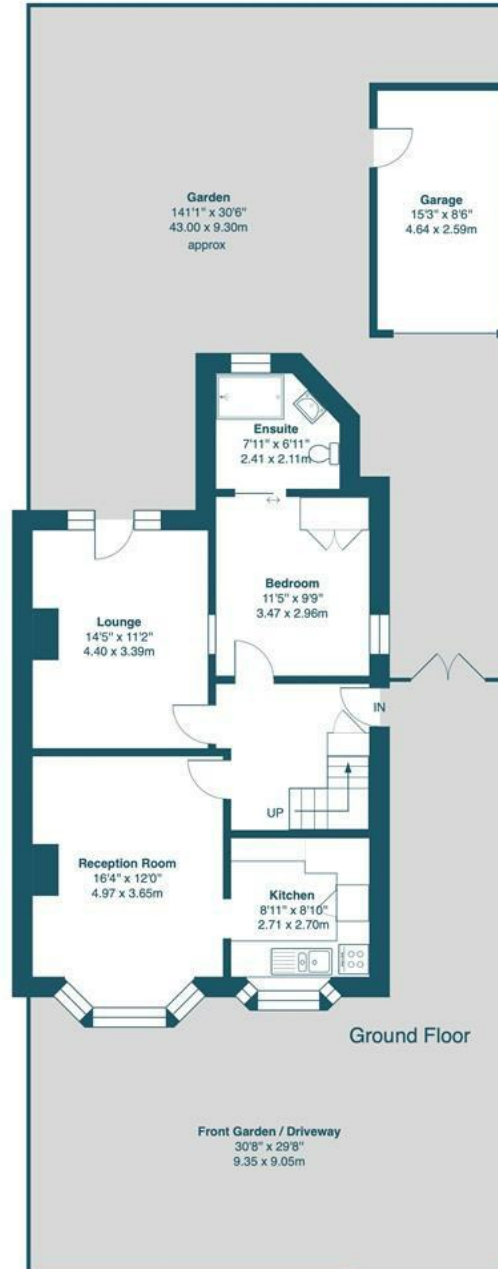 Garden
141'1" x 30'6"
43.00 x 9.30m
approx
Garage
15'3" x 8'6"
4.64 x 2.59m
Ensuite
7'11" x 6'11"
2.41 x 2.11m
Bedroom
11'5" x 9'9"
3.47 x 2.96m
Lounge
14'5" x 11'2"
4.40 x 3.39m
IN
UP
Reception Room
16'4" x 12'0"
4.97 x 3.65m
Kitchen
8'11" x 8'10"
2.71 x 2.70m
Ground Floor
Front Garden / Driveway
30'8" x 29'8"
9.35 x 9.05m